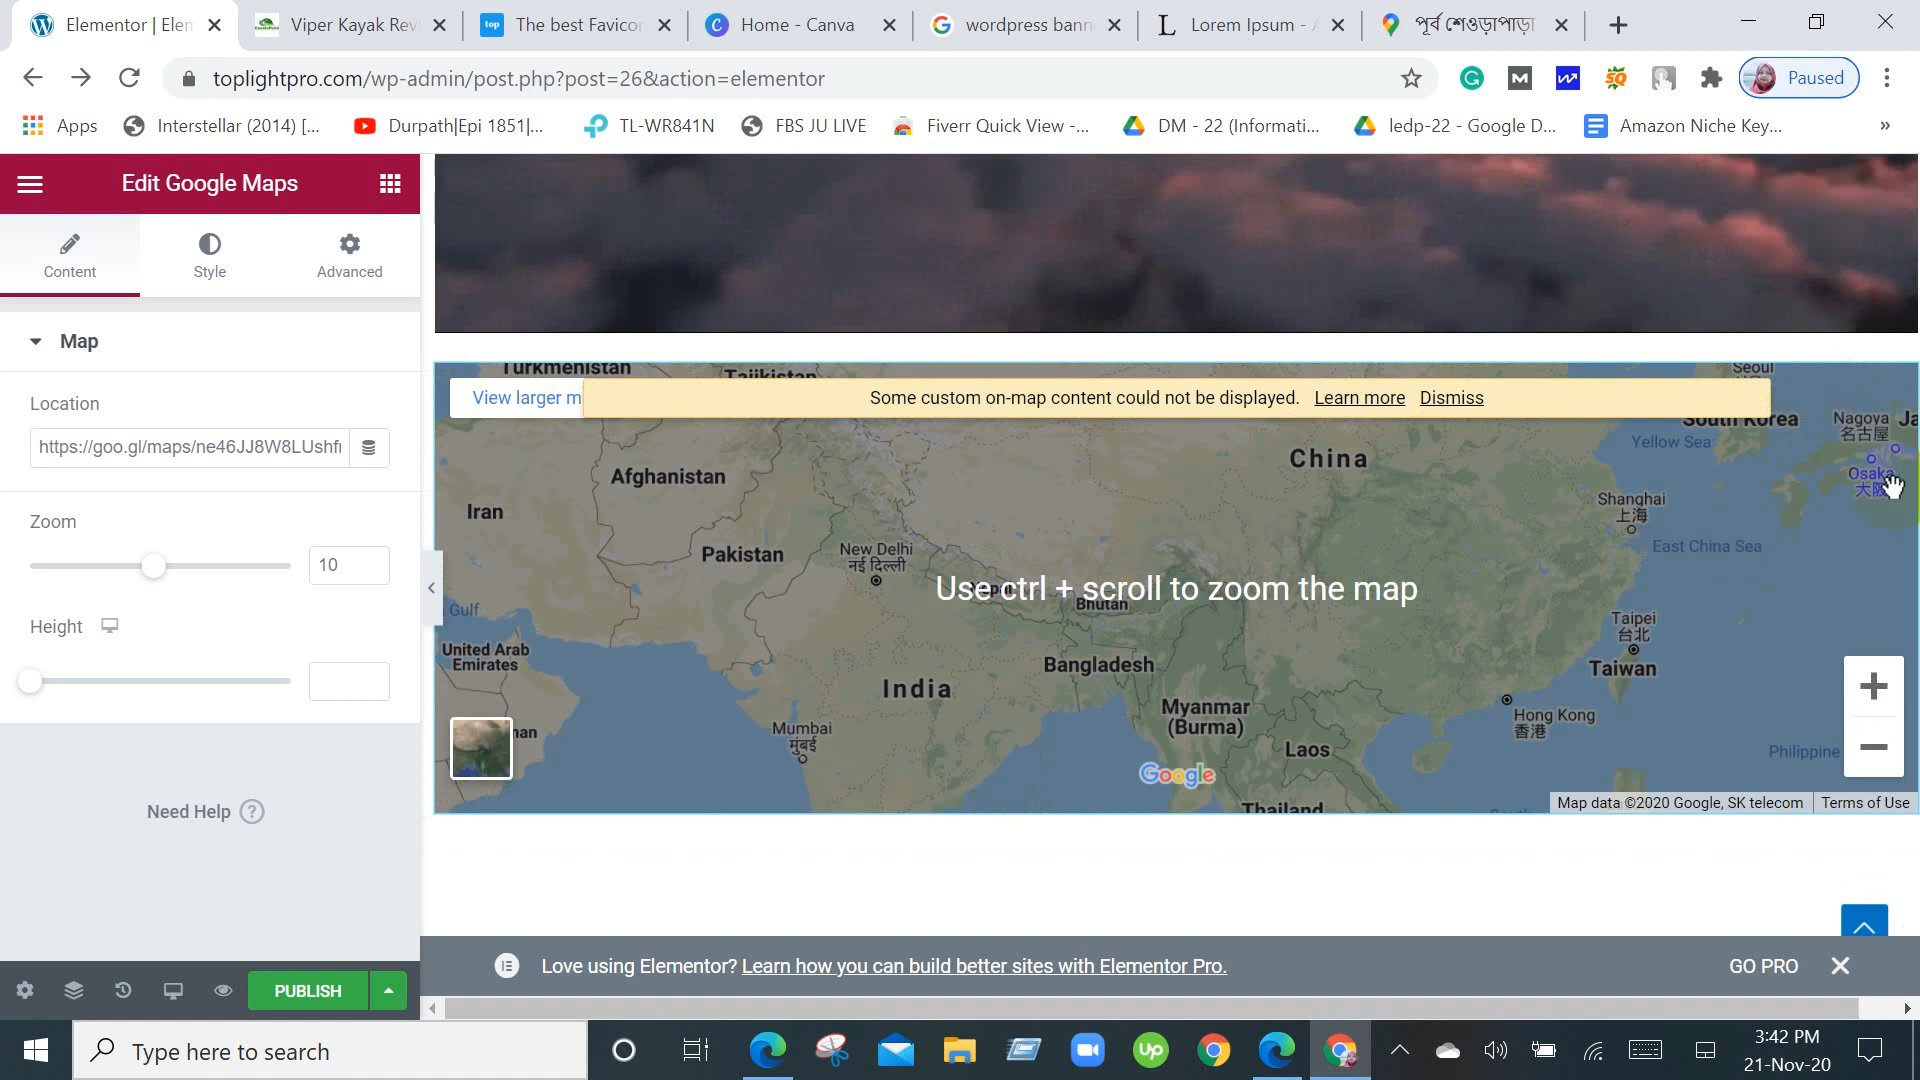 Elementor | Elen
Viper Kayak Rev
The best Favicor
Home - Canva
wordpress bann
Lorem Ipsum - A
পূর্ব শেওড়াপাড়া
toplightpro.com/wp-admin/post.php?post=26&action=elementor
Paused
Apps
Interstellar (2014) [...
Durpath|Epi 1851|...
TL-WR841N
FBS JU LIVE
Fiverr Quick View -...
DM - 22 (Informati...
ledp-22 - Google D...
Amazon Niche Key...
»
Edit Google Maps
Content
Style
Advanced
Map
Location
https://goo.gl/maps/ne46JJ8W8LUshf
Zoom
10
Height
Need Help ?
PUBLISH
View larger m
Some custom on-map content could not be displayed. Learn more Dismiss
Turkmenistan
Tajikistan
Seoul
South Korea
Nagoya
名古屋
Ja
Yellow Sea
China
Afghanistan
Osaka
大阪
Iran
Shanghai
上海
Pakistan
New Delhi
नई दिल्ली
East China Sea
Use ctrl + scroll to zoom the map
Nepal
Bhutan
Gulf
Taipei
台北
United Arab
Emirates
Bangladesh
Taiwan
India
Myanmar
(Burma)
Hong Kong
香港
Mumbai
मुंबई
nan
Laos
Philippine
Google
Thailand
Map data ©2020 Google, SK telecom
Terms of Use
Love using Elementor? Learn how you can build better sites with Elementor Pro.
GO PRO
Type here to search
Up
3:42 PM
21-Nov-20